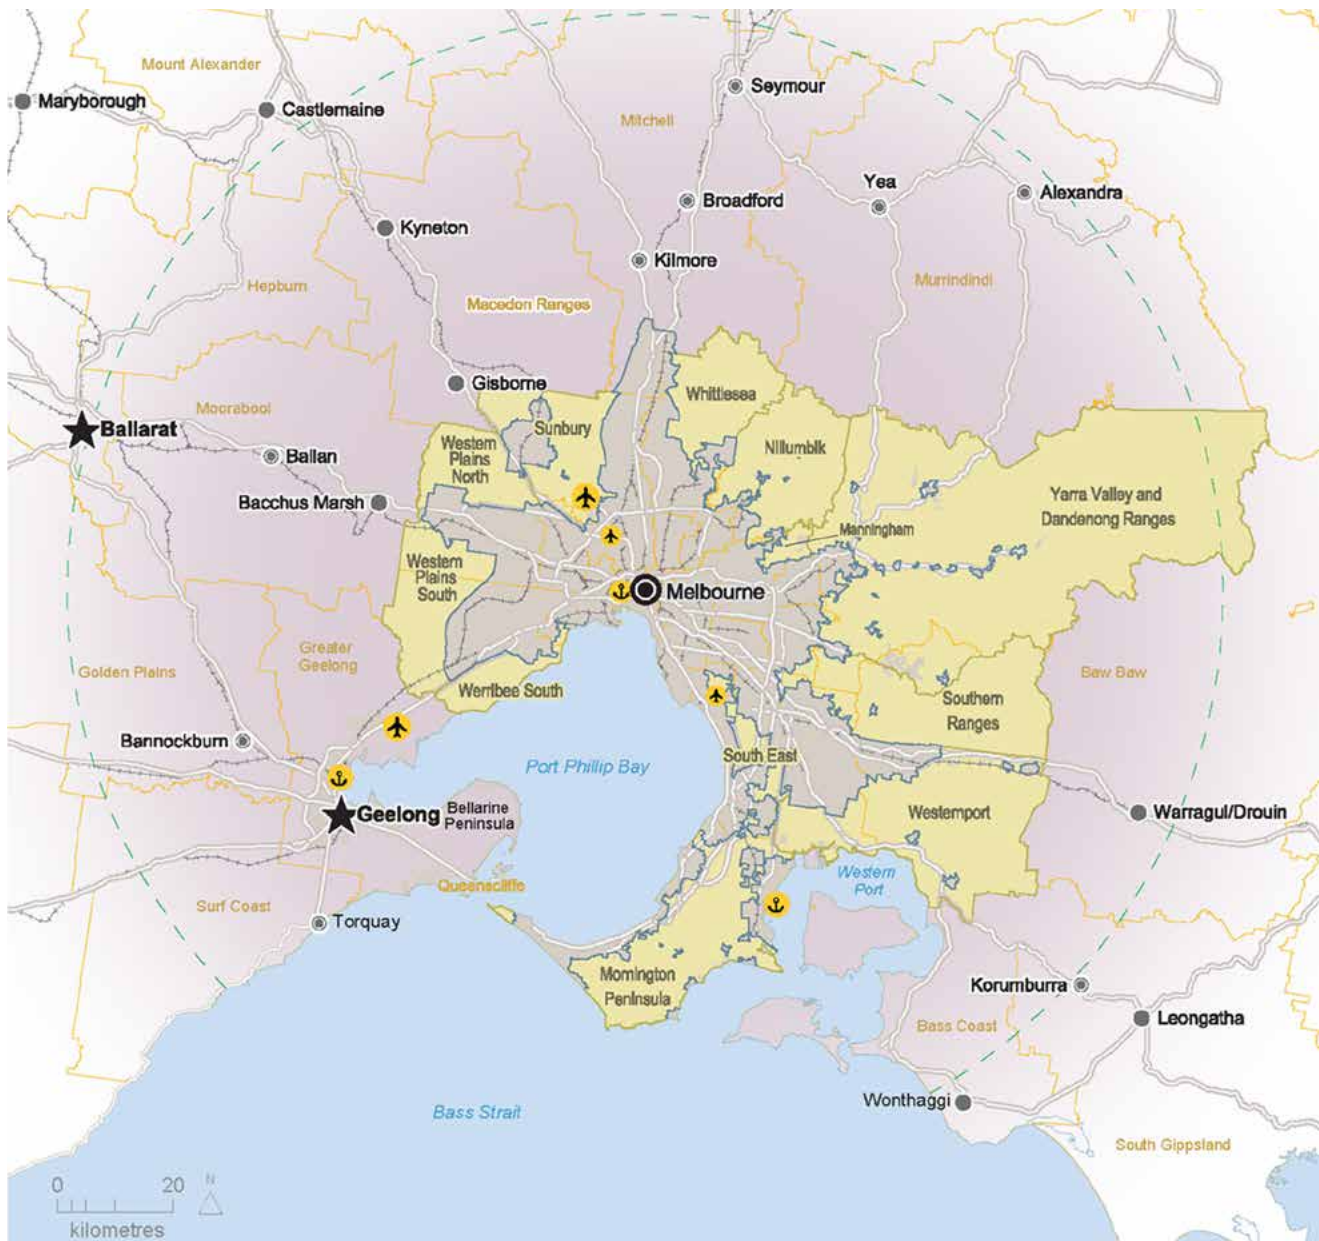 Mount Alexander
Maryborough
Castlemaine
Seymour
Mitchell
Yea
Alexandra
Broadford
Kyneton
Kilmore
Hepburn
Macedon Ranges
Murrindindi
Gisborne
Whittlesea
Moorabool
Ballarat
Sunbury
Western
Plains
North
Nillumbik
Ballan
Bacchus Marsh
Yarra Valley and
Dandenong Ranges
Manningham
Western
Plains
South
Melbourne
Greater
Geelong
Golden Plains
Baw Baw
Werribee South
Southern
Ranges
Bannockburn
South East
Port Phillip Bay
Geelong
Bellarine
Peninsula
Westernport
Warragul/Drouin
Western
Port
Queenscliffe
Surf Coast
Torquay
Mornington
Peninsula
Korumburra
Leongatha
Bass Coast
Wonthaggi
Bass Strait
South Gippsland
0 20
N
kilometres